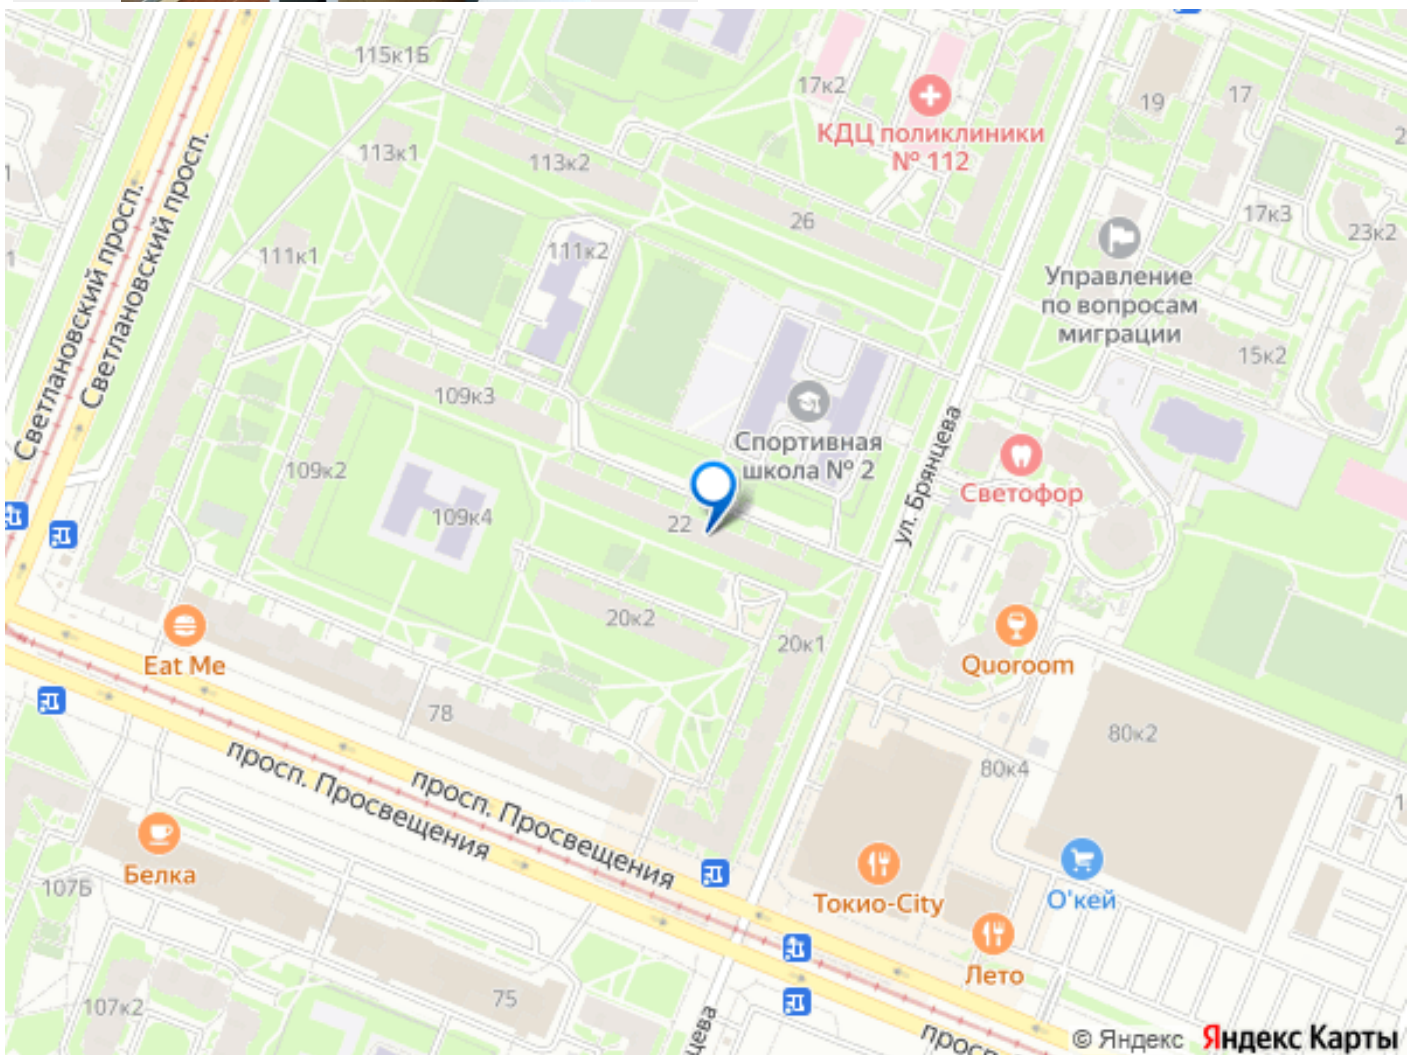 115к1Б
17к2
19
17
КДЦ поликлиники
№ 112
113к1
113к2
26
17к3
23к2
111к1
111к2
Управление
по вопросам
миграции
15к2
Светлановский просп.
Светлановский просп.
109к3
Спортивная
школа № 2
ул. Брянцева
Светофор
109к2
109к4
22
20к2
20к1
Eat Me
Quoroom
78
80к2
80к4
просп. Просвещения
просп. Просвещения
Белка
107Б
Токио-City
О'кей
Лето
107к2
75
© Яндекс Яндекс Карты